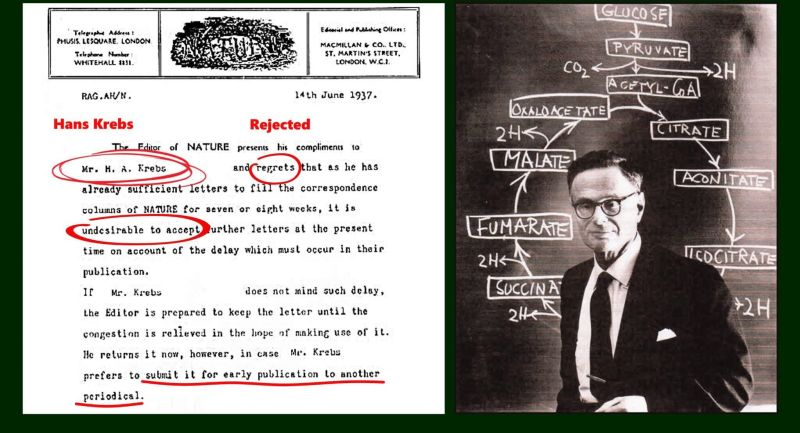 Telegraphic Address :
PHUSIS, LESQUARE, LONDON
Telephone Number :
WHITEHALL 8831.
NATURE
Editorial and Publishing Offices :
MACMILLAN & CO., LTD.,
ST. MARTIN'S STREET,
LONDON, W.C.2.
RAG.AH/N.
14th June 1937.
Hans Krebs
Rejected
The Editor of NATURE presents his compliments to
Mr. H. A. Krebs and regrets that as he has
already sufficient letters to fill the correspondence
columns of NATURE for seven or eight weeks, it is
undesirable to accept further letters at the present
time on account of the delay which must occur in their
publication.
If Mr. Krebs does not mind such delay,
the Editor is prepared to keep the letter until the
congestion is relieved in the hope of making use of it.
He returns it now, however, in case Mr. Krebs
prefers to submit it for early publication to another
periodical.
GLUCOSE
PYRUVATE
CO2
2H
ACETYL-CoA
OXALOACETATE
2H
CITRATE
MALATE
ACONITATE
FUMARATE
ISOCITRATE
2H
SUCCINA
2H
2H